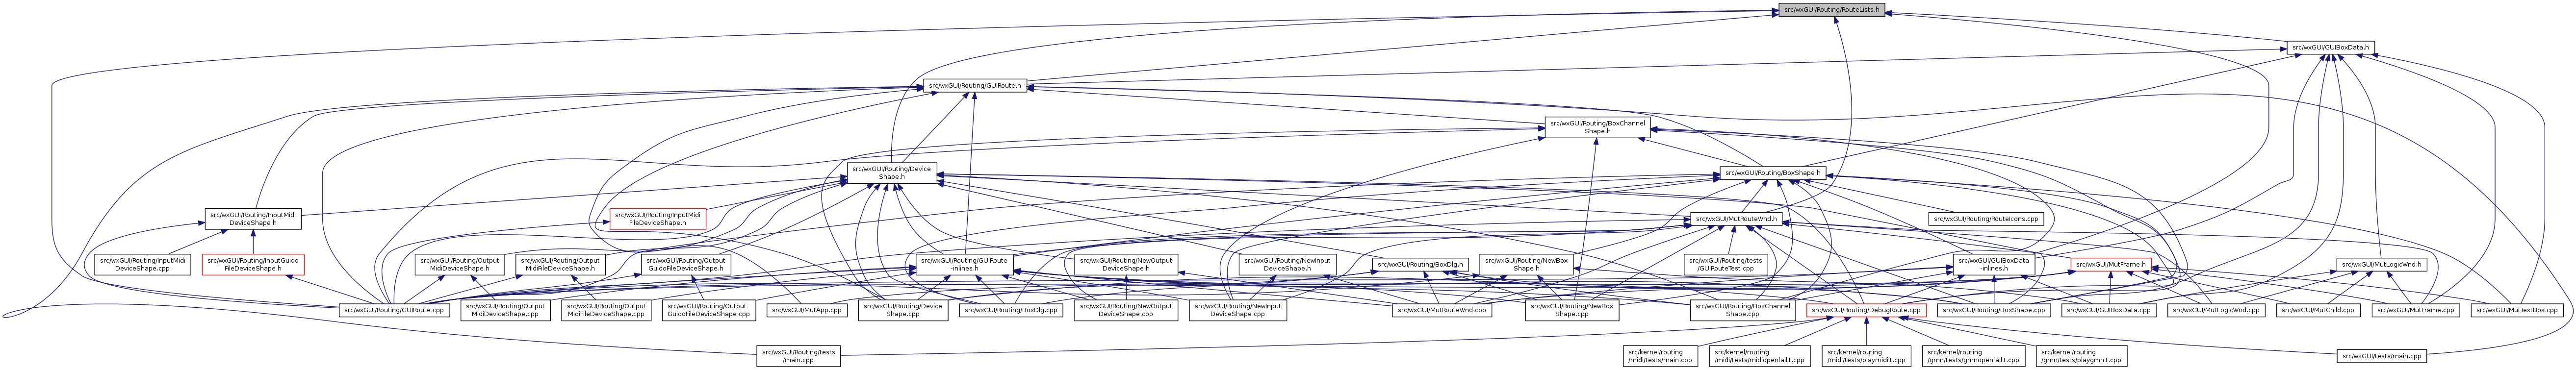 src/wxGUI/Routing/RouteLists.h
src/wxGUI/GUIBoxData.h
src/wxGUI/Routing/GUIRoute.h
src/wxGUI/Routing/BoxChannel
Shape.h
src/wxGUI/Routing/Device
Shape.h
src/wxGUI/Routing/BoxShape.h
src/wxGUI/Routing/InputMidi
DeviceShape.h
src/wxGUI/Routing/InputMidi
FileDeviceShape.h
src/wxGUI/MutRouteWnd.h
src/wxGUI/Routing/RouteIcons.cpp
src/wxGUI/Routing/InputMidi
DeviceShape.cpp
src/wxGUI/Routing/InputGuido
FileDeviceShape.h
src/wxGUI/Routing/Output
MidiDeviceShape.h
src/wxGUI/Routing/Output
MidiFileDeviceShape.h
src/wxGUI/Routing/Output
GuidoFileDeviceShape.h
src/wxGUI/Routing/GUIRoute
-inlines.h
src/wxGUI/Routing/NewOutput
DeviceShape.h
src/wxGUI/Routing/NewInput
DeviceShape.h
src/wxGUI/Routing/BoxDlg.h
src/wxGUI/Routing/NewBox
Shape.h
src/wxGUI/Routing/tests
/GUIRouteTest.cpp
src/wxGUI/GUIBoxData
-inlines.h
src/wxGUI/MutFrame.h
src/wxGUI/MutLogicWnd.h
src/wxGUI/Routing/GUIRoute.cpp
src/wxGUI/Routing/Output
MidiDeviceShape.cpp
src/wxGUI/Routing/Output
MidiFileDeviceShape.cpp
src/wxGUI/Routing/Output
GuidoFileDeviceShape.cpp
src/wxGUI/MutApp.cpp
src/wxGUI/Routing/Device
Shape.cpp
src/wxGUI/Routing/BoxDlg.cpp
src/wxGUI/Routing/NewOutput
DeviceShape.cpp
src/wxGUI/Routing/NewInput
DeviceShape.cpp
src/wxGUI/MutRouteWnd.cpp
src/wxGUI/Routing/NewBox
Shape.cpp
src/wxGUI/Routing/BoxChannel
Shape.cpp
src/wxGUI/Routing/DebugRoute.cpp
src/wxGUI/Routing/BoxShape.cpp
src/wxGUI/GUIBoxData.cpp
src/wxGUI/MutLogicWnd.cpp
src/wxGUI/MutChild.cpp
src/wxGUI/MutFrame.cpp
src/wxGUI/MutTextBox.cpp
src/wxGUI/Routing/tests
/main.cpp
src/kernel/routing
/midi/tests/main.cpp
src/kernel/routing
/midi/tests/midiopenfail1.cpp
src/kernel/routing
/midi/tests/playmidi1.cpp
src/kernel/routing
/gmn/tests/gmnopenfail1.cpp
src/kernel/routing
/gmn/tests/playgmn1.cpp
src/wxGUI/tests/main.cpp